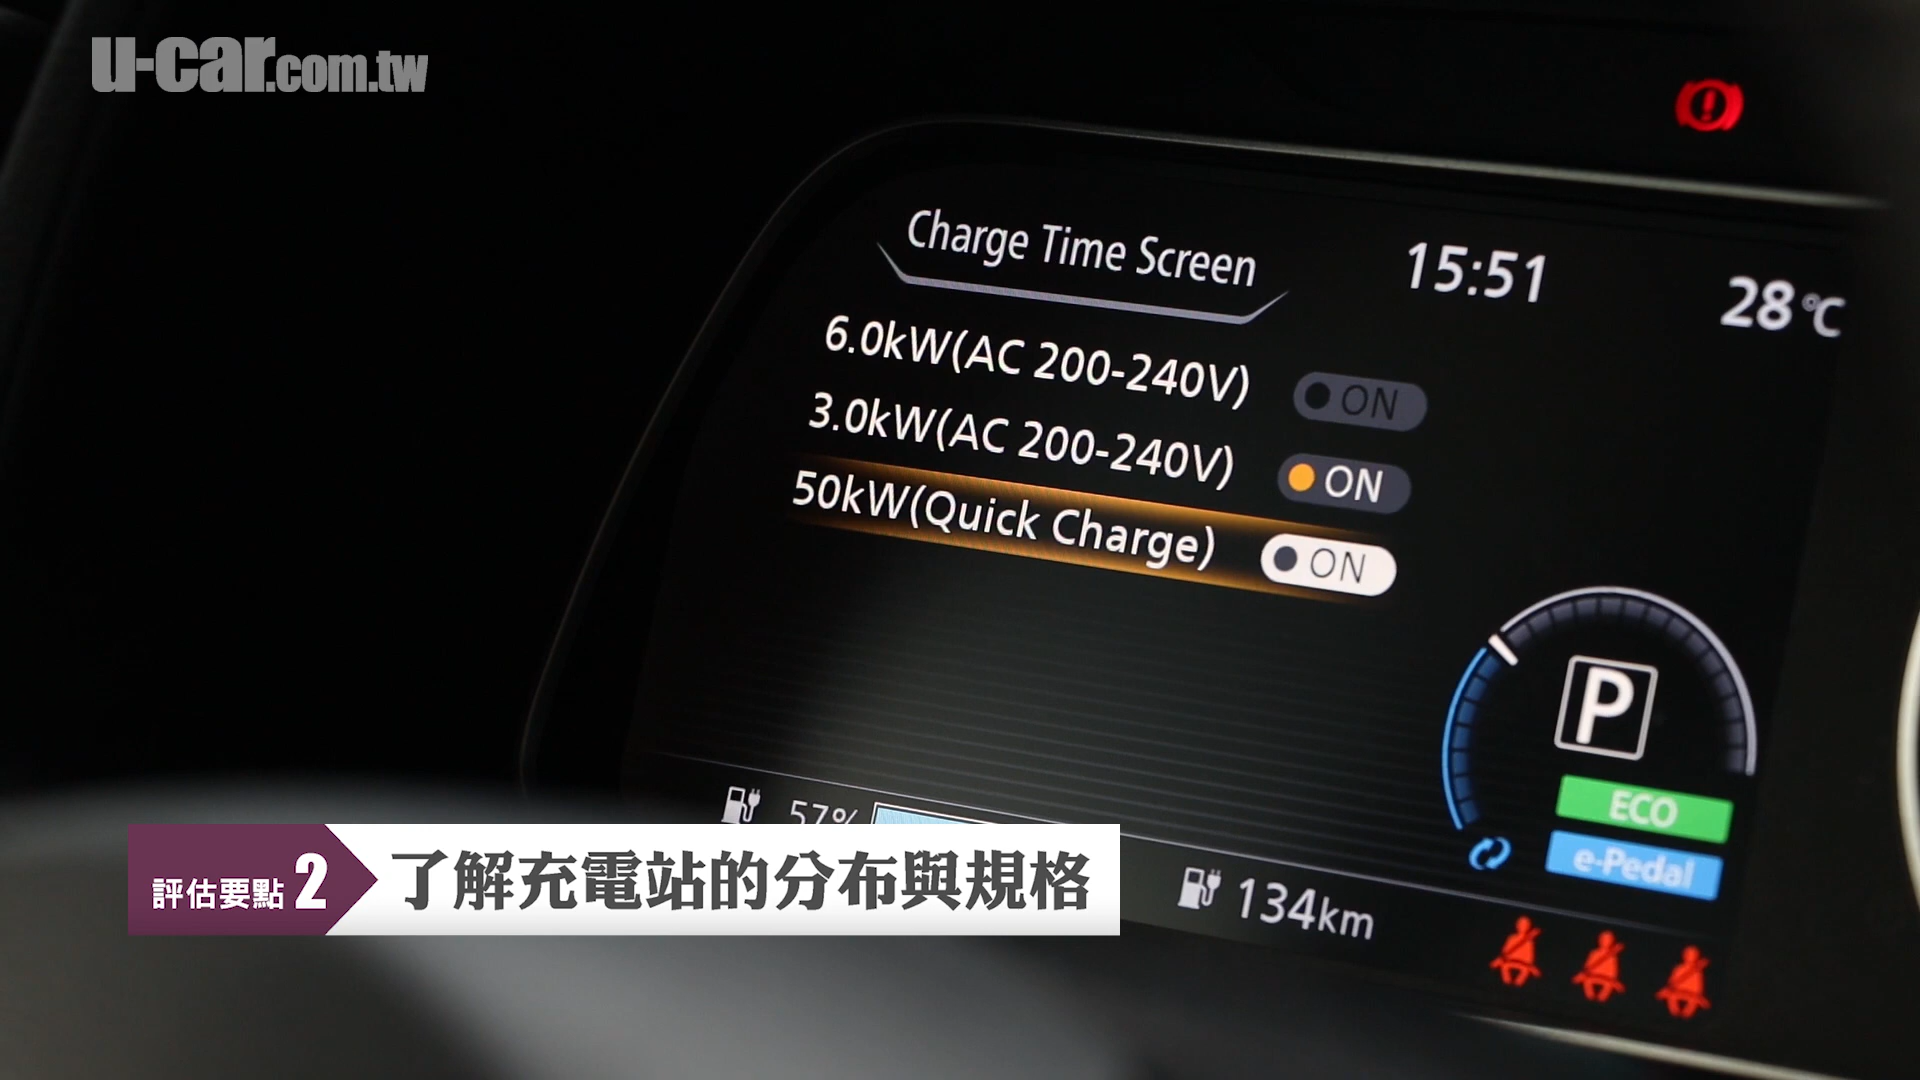 u-car.com.tw
Charge Time Screen
15:51
28°C
6.0kW(AC 200-240V)
ON
3.0kW(AC 200-240V)
ON
50kW(Quick Charge)
ON
P
ECO
e-Pedal
57%
134km
評估要點 2
了解充電站的分布與規格